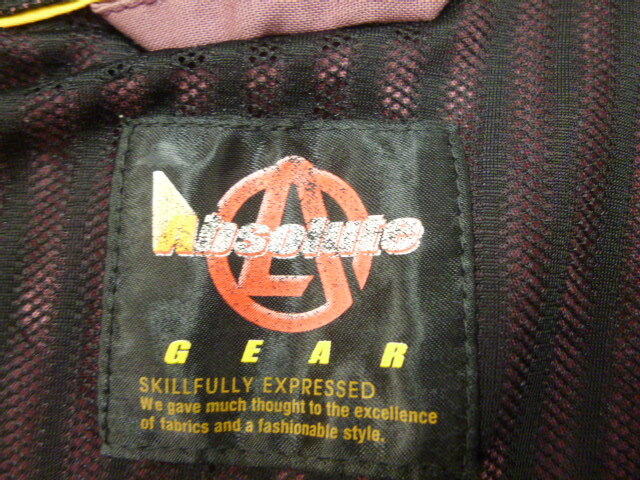 Absolute
GEAR
SKILLFULLY EXPRESSED
We gave much thought to the excellence
of fabrics and a fashionable style.